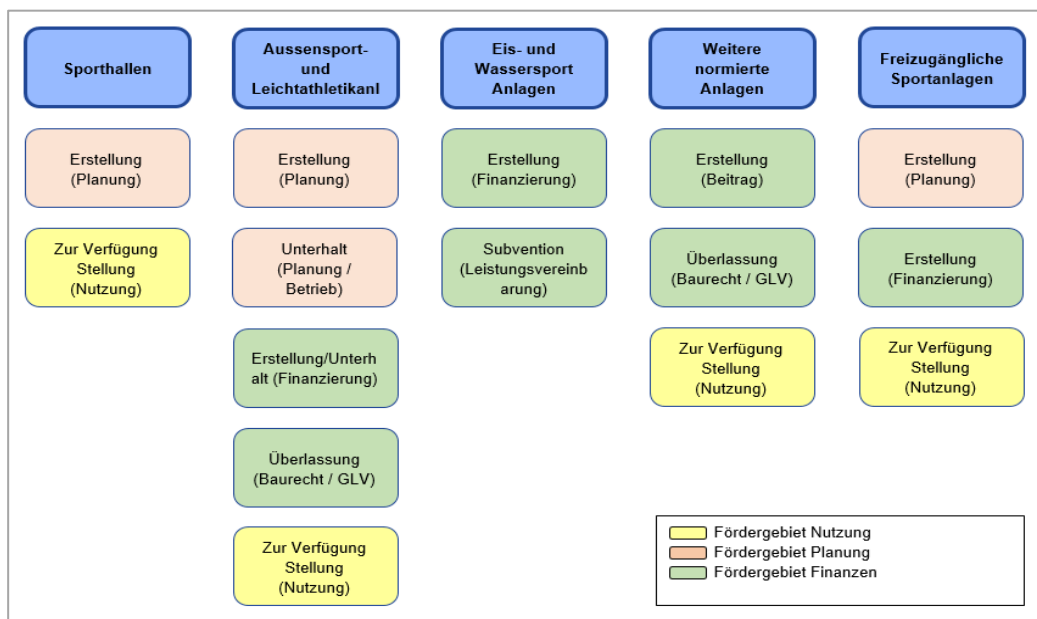 Sporthallen
Aussensport-
und
Leichtathletikanl
Eis- und
Wassersport
Anlagen
Weitere
normierte
Anlagen
Freizugängliche
Sportanlagen
Erstellung
(Planung)
Erstellung
(Planung)
Erstellung
(Finanzierung)
Erstellung
(Beitrag)
Erstellung
(Planung)
Zur Verfügung
Stellung
(Nutzung)
Unterhalt
(Planung /
Betrieb)
Subvention
(Leistungsvereinb
arung)
Überlassung
(Baurecht / GLV)
Erstellung
(Finanzierung)
Erstellung/Unterh
alt (Finanzierung)
Zur Verfügung
Stellung
(Nutzung)
Zur Verfügung
Stellung
(Nutzung)
Überlassung
(Baurecht / GLV)
Zur Verfügung
Stellung
(Nutzung)
Fördergebiet Nutzung
Fördergebiet Planung
Fördergebiet Finanzen